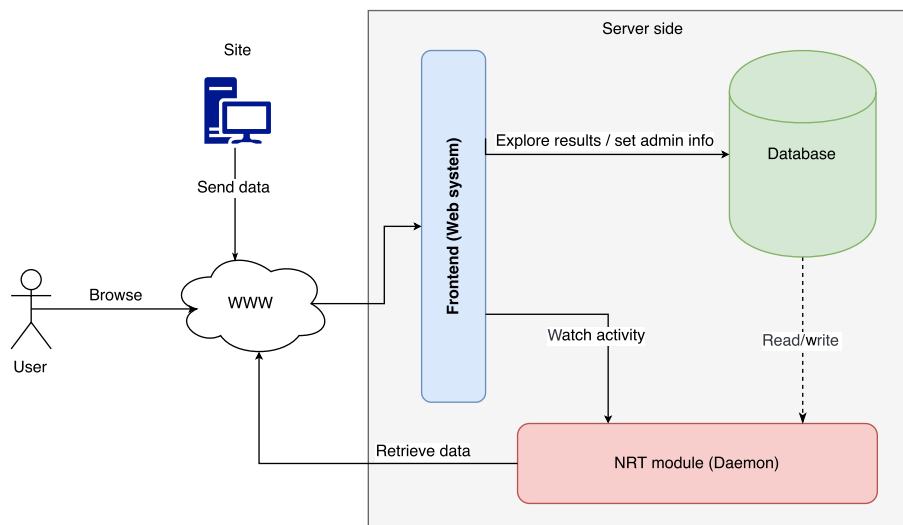 Server side
Site
Explore results / set admin info
Database
Frontend (Web system)
Send data
Browse
WWW
User
Watch activity
Read/write
Retrieve data
NRT module (Daemon)